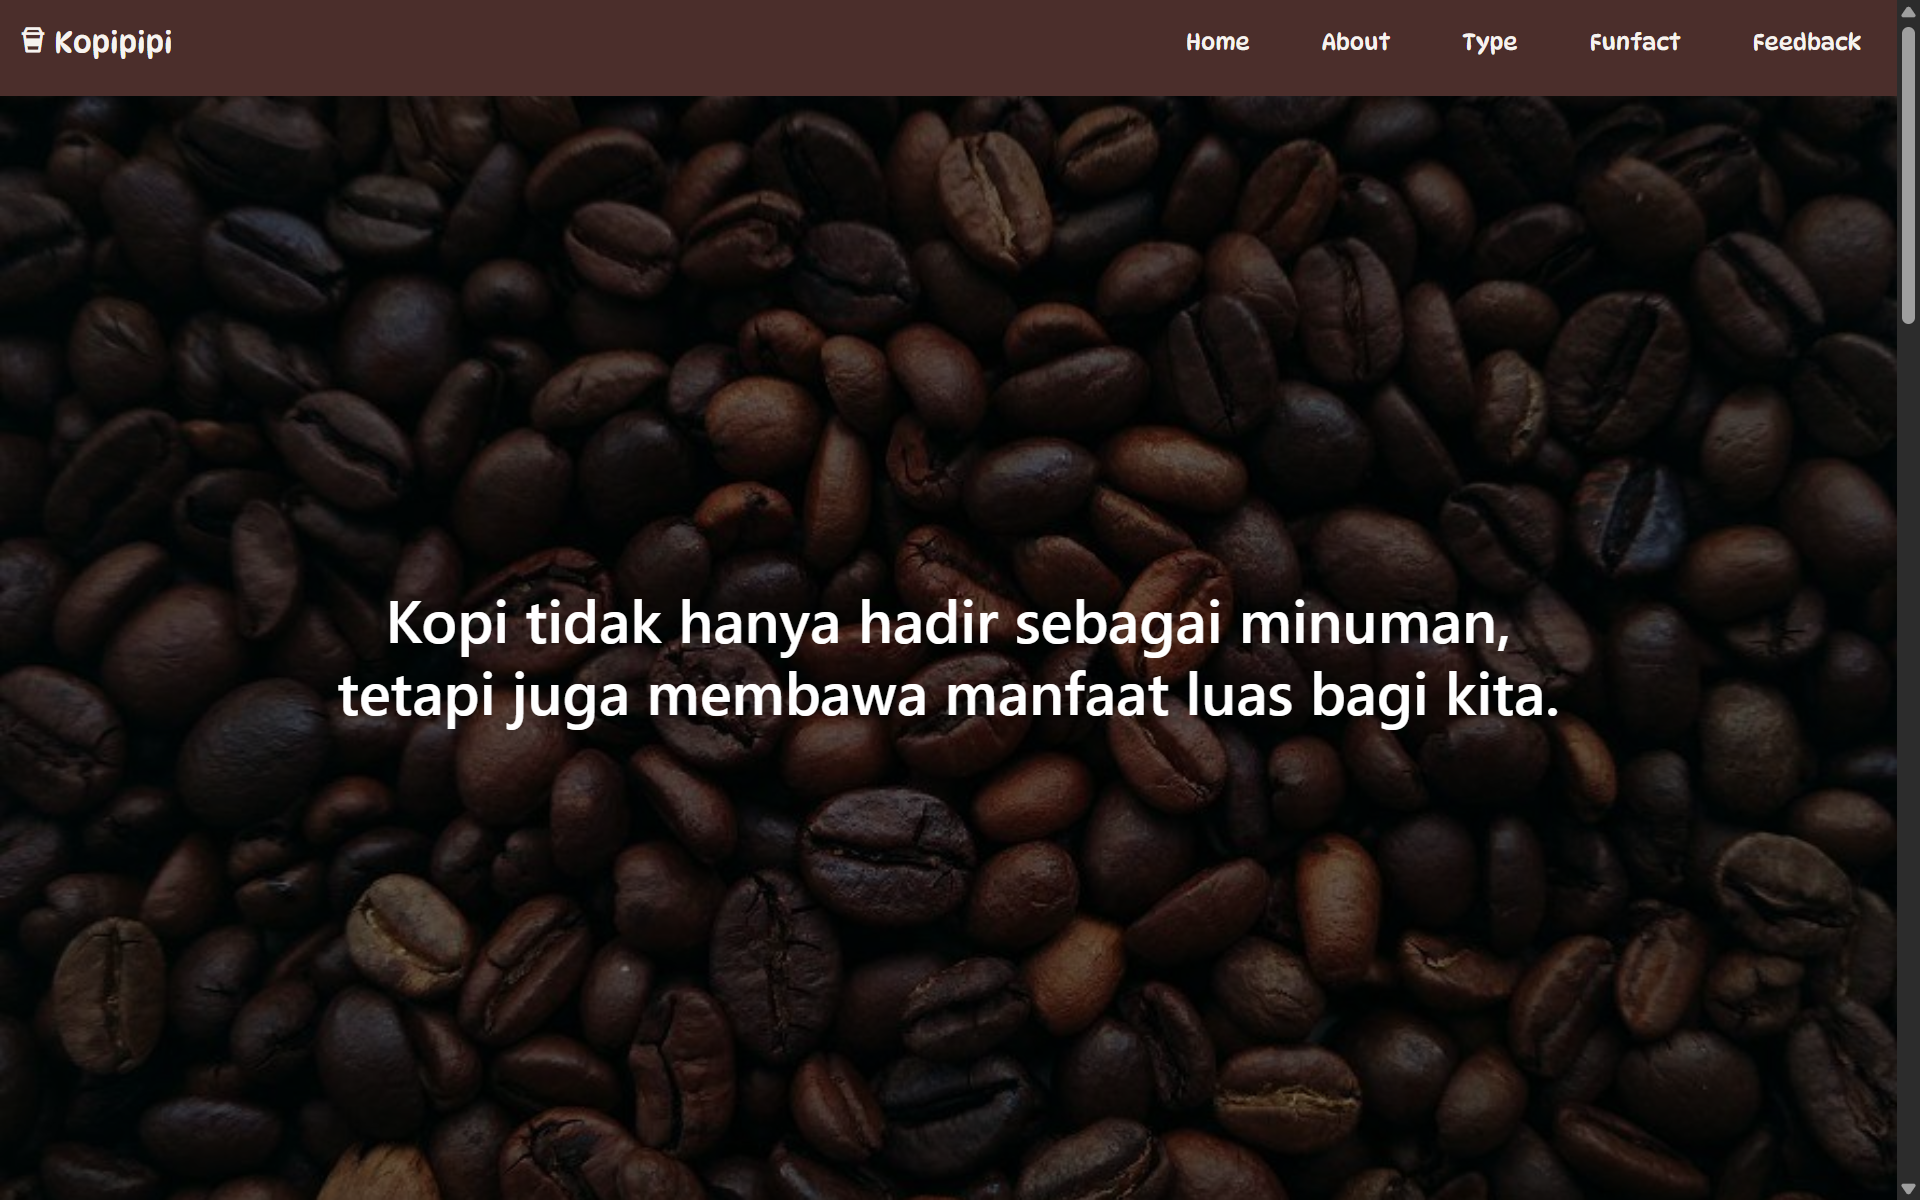 Kopipipi
Home About Type Funfact Feedback
Kopi tidak hanya hadir sebagai minuman,
tetapi juga membawa manfaat luas bagi kita.